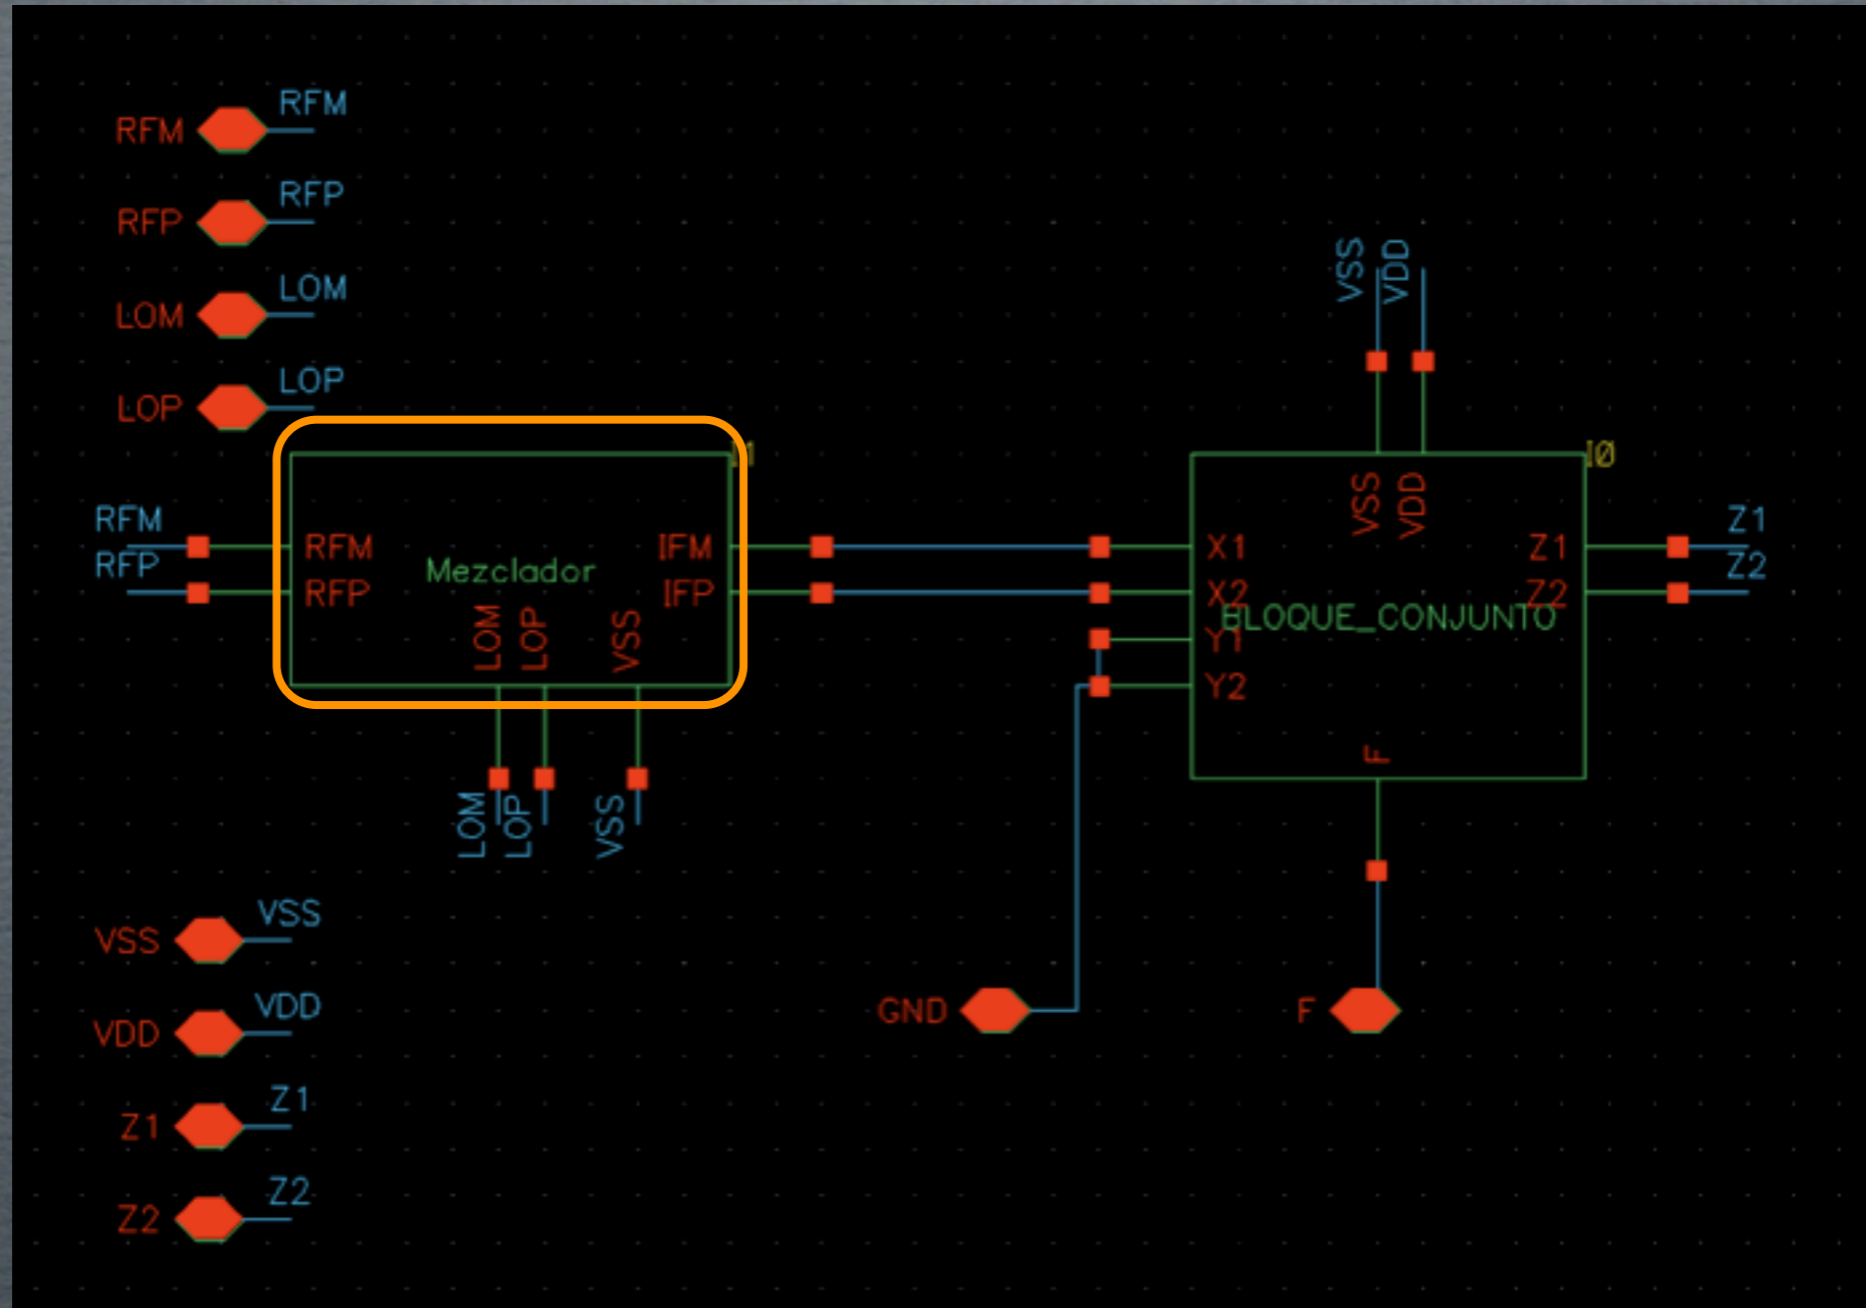 RFM RFM
RFP RFP
LOM LOM
LOP LOP
VSS VDD
I1
I0
RFM
RFP
RFM
RFP
Mezclador
IFM
IFP
LOM LOP VSS
LOM LOP VSS
VSS VDD
X1
X2
Y1
Y2
BLOQUE_CONJUNTO
Z1
Z2
F
Z1
Z2
VSS VSS
VDD VDD
GND
F
Z1 Z1
Z2 Z2